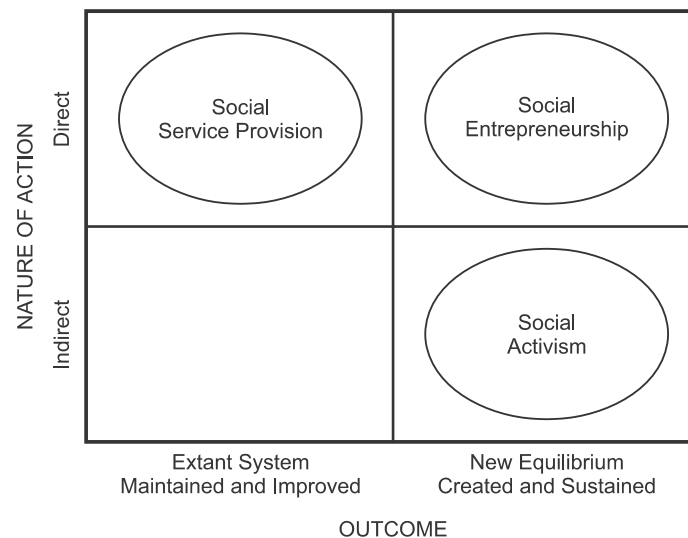 NATURE OF ACTION
Direct
Indirect
Social
Service Provision
Social
Entrepreneurship
Social
Activism
Extant System
Maintained and Improved
New Equilibrium
Created and Sustained
OUTCOME